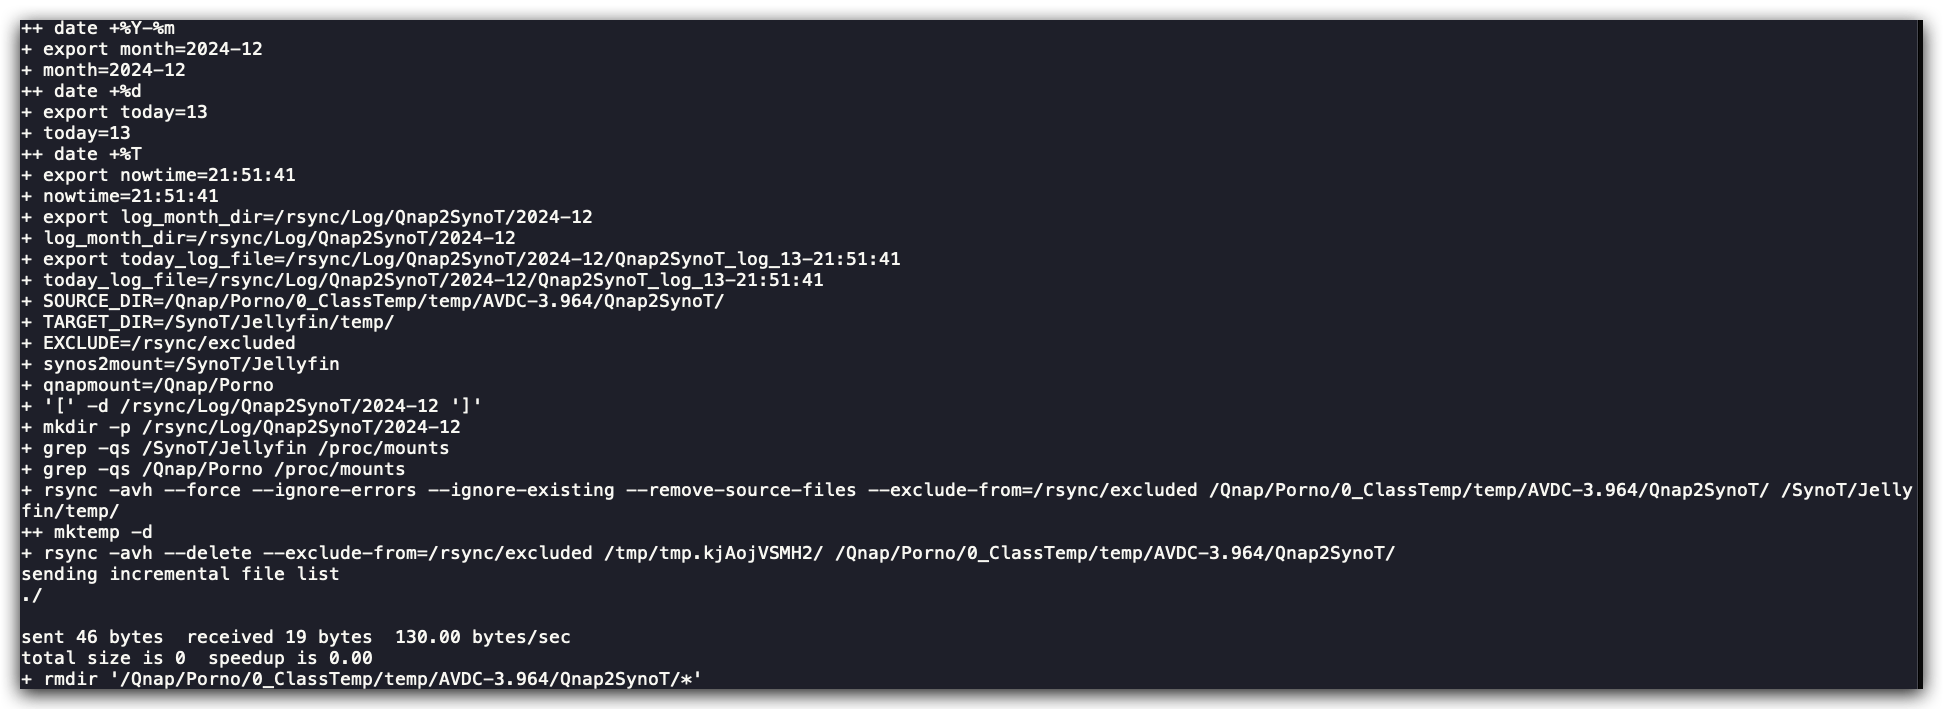 ++ date +%Y-%m
+ export month=2024-12
+ month=2024-12
++ date +%d
+ export today=13
+ today=13
++ date +%T
+ export nowtime=21:51:41
+ nowtime=21:51:41
+ export log_month_dir=/rsync/Log/Qnap2SynoT/2024-12
+ log_month_dir=/rsync/Log/Qnap2SynoT/2024-12
+ export today_log_file=/rsync/Log/Qnap2SynoT/2024-12/Qnap2SynoT_log_13-21:51:41
+ today_log_file=/rsync/Log/Qnap2SynoT/2024-12/Qnap2SynoT_log_13-21:51:41
+ SOURCE_DIR=/Qnap/Porno/0_ClassTemp/temp/AVDC-3.964/Qnap2SynoT/
+ TARGET_DIR=/SynoT/Jellyfin/temp/
+ EXCLUDE=/rsync/excluded
+ synos2mount=/SynoT/Jellyfin
+ qnapmount=/Qnap/Porno
+ '[' -d /rsync/Log/Qnap2SynoT/2024-12 ']'
+ mkdir -p /rsync/Log/Qnap2SynoT/2024-12
+ grep -qs /SynoT/Jellyfin /proc/mounts
+ grep -qs /Qnap/Porno /proc/mounts
+ rsync -avh --force --ignore-errors --ignore-existing --remove-source-files --exclude-from=/rsync/excluded /Qnap/Porno/0_ClassTemp/temp/AVDC-3.964/Qnap2SynoT/ /SynoT/Jelly
fin/temp/
++ mktemp -d
+ rsync -avh --delete --exclude-from=/rsync/excluded /tmp/tmp.kjAojVSMH2/ /Qnap/Porno/0_ClassTemp/temp/AVDC-3.964/Qnap2SynoT/
sending incremental file list
./
sent 46 bytes  received 19 bytes  130.00 bytes/sec
total size is 0  speedup is 0.00
+ rmdir '/Qnap/Porno/0_ClassTemp/temp/AVDC-3.964/Qnap2SynoT/*'